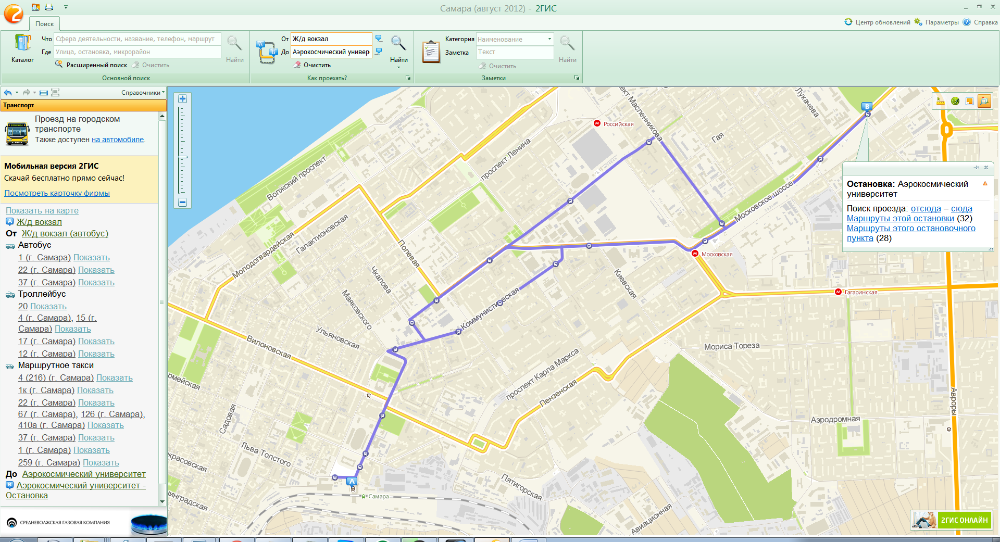 Самара (август 2012) - 2ГИС
Поиск
Центр обновлений Параметры Справка
Каталог
Что Сфера деятельности, название, телефон, маршрут
Где Улица, остановка, микрорайон
Расширенный поиск Очистить
Найти
Основной поиск
От Ж/д вокзал
До Аэрокосмический универ
Очистить
Найти
Как проехать?
Категория Наименование
Заметка Текст
Очистить
Найти
Заметки
Справочники
Транспорт
Проезд на городском
транспорте
Также доступен на автомобиле.
Мобильная версия 2ГИС
Скачай бесплатно прямо сейчас!
Посмотреть карточку фирмы
Показать на карте
A Ж/д вокзал
От Ж/д вокзал (автобус)
Автобус
1 (г. Самара) Показать
22 (г. Самара) Показать
37 (г. Самара) Показать
Троллейбус
20 Показать
4 (г. Самара), 15 (г.
Самара) Показать
17 (г. Самара) Показать
12 (г. Самара) Показать
Маршрутное такси
4 (216) (г. Самара) Показать
1к (г. Самара) Показать
22 (г. Самара) Показать
67 (г. Самара), 126 (г. Самара),
410а (г. Самара) Показать
37 (г. Самара) Показать
1 (г. Самара) Показать
259 (г. Самара) Показать
До Аэрокосмический университет
B Аэрокосмический университет -
Остановка
СРЕДНЕВОЛЖСКАЯ ГАЗОВАЯ КОМПАНИЯ
проспект Масленникова
Лукачева
B
Российская
Гая
проспект Ленина
Волжский проспект
Московское шоссе
Галактионовская
Молодогвардейская
Полевая
Московская
Чкалова
Киевская
Гагаринская
Маяковского
Коммунистическая
Ульяновская
Вилоновская
Мориса Тореза
проспект Карла Маркса
Пензенская
рмейская
Садовая
Авроры
Аэродромная
Льва Толстого
красовская
Пятигорская
A
Самара
нинградская
Авиационная
Остановка: Аэрокосмический
университет
Поиск проезда: отсюда – сюда
Маршруты этой остановки (32)
Маршруты этого остановочного
пункта (28)
2ГИС ОНЛАЙН